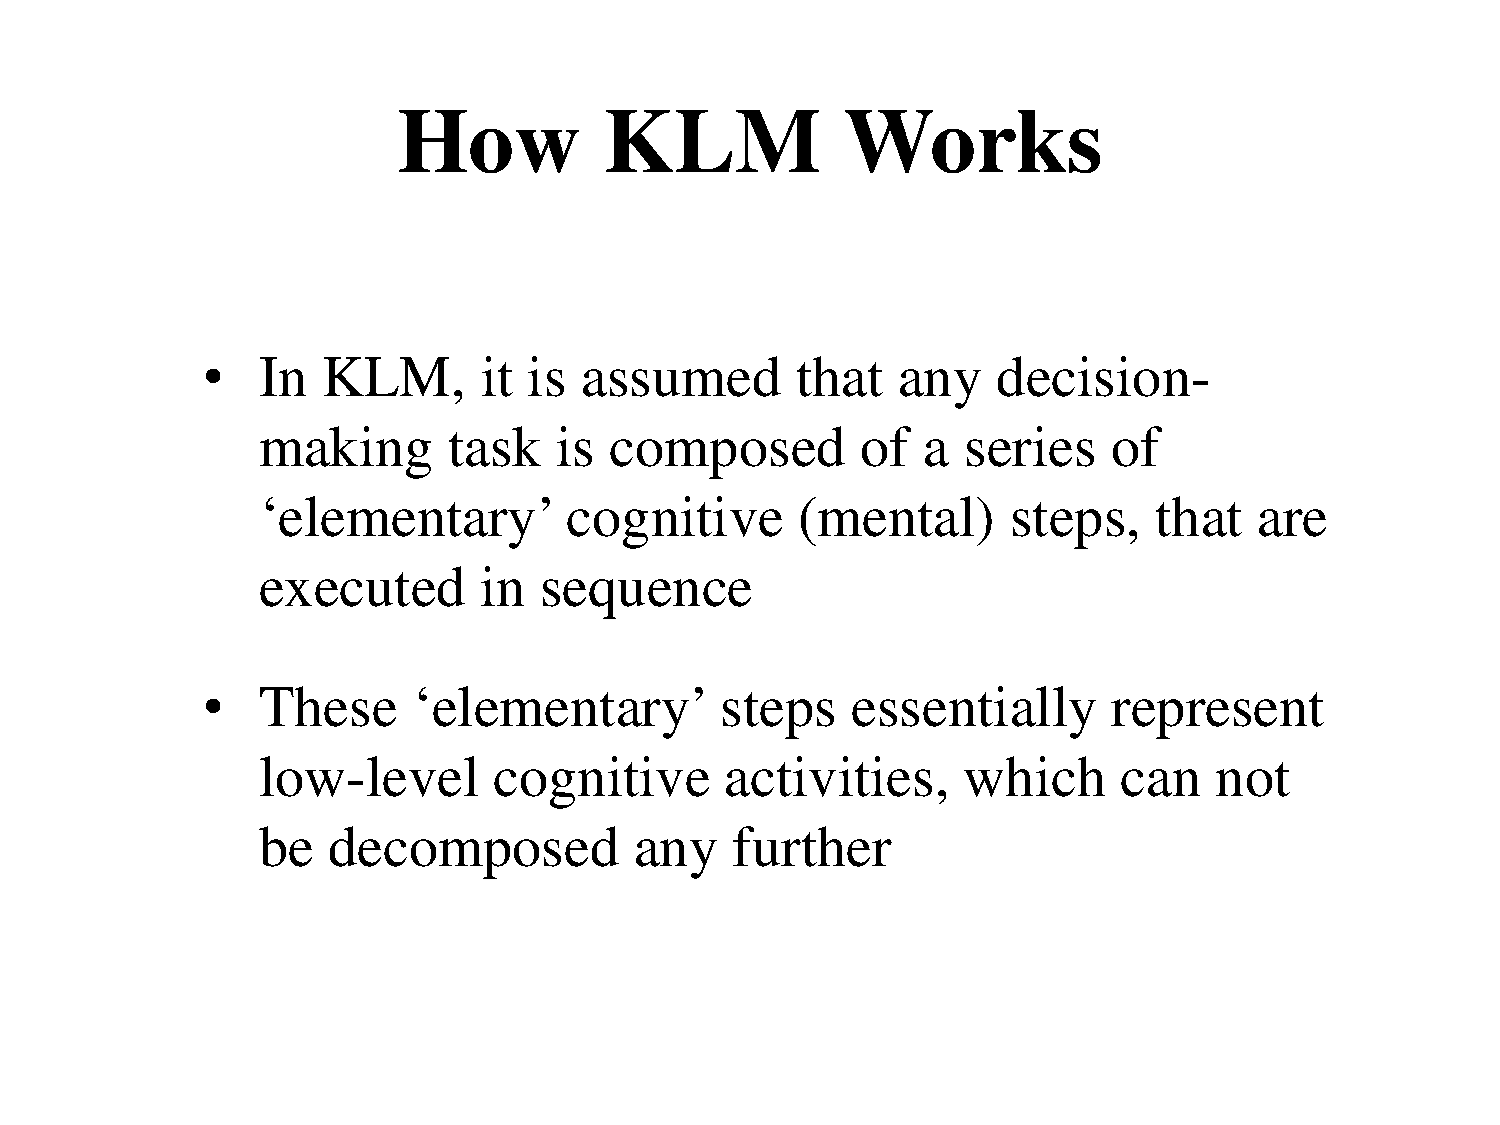 How KLM Works
• In KLM, it is assumed that any decision-
making task is composed of a series of
‘elementary’ cognitive (mental) steps, that are
executed in sequence
• These ‘elementary’ steps essentially represent
low-level cognitive activities, which can not
be decomposed any further